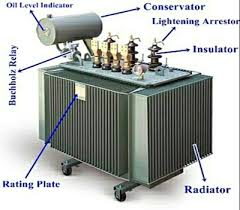 Oil Level Indicator
Conservator
Lightening Arrestor
Insulator
Buchholz Relay
Rating Plate
Radiator